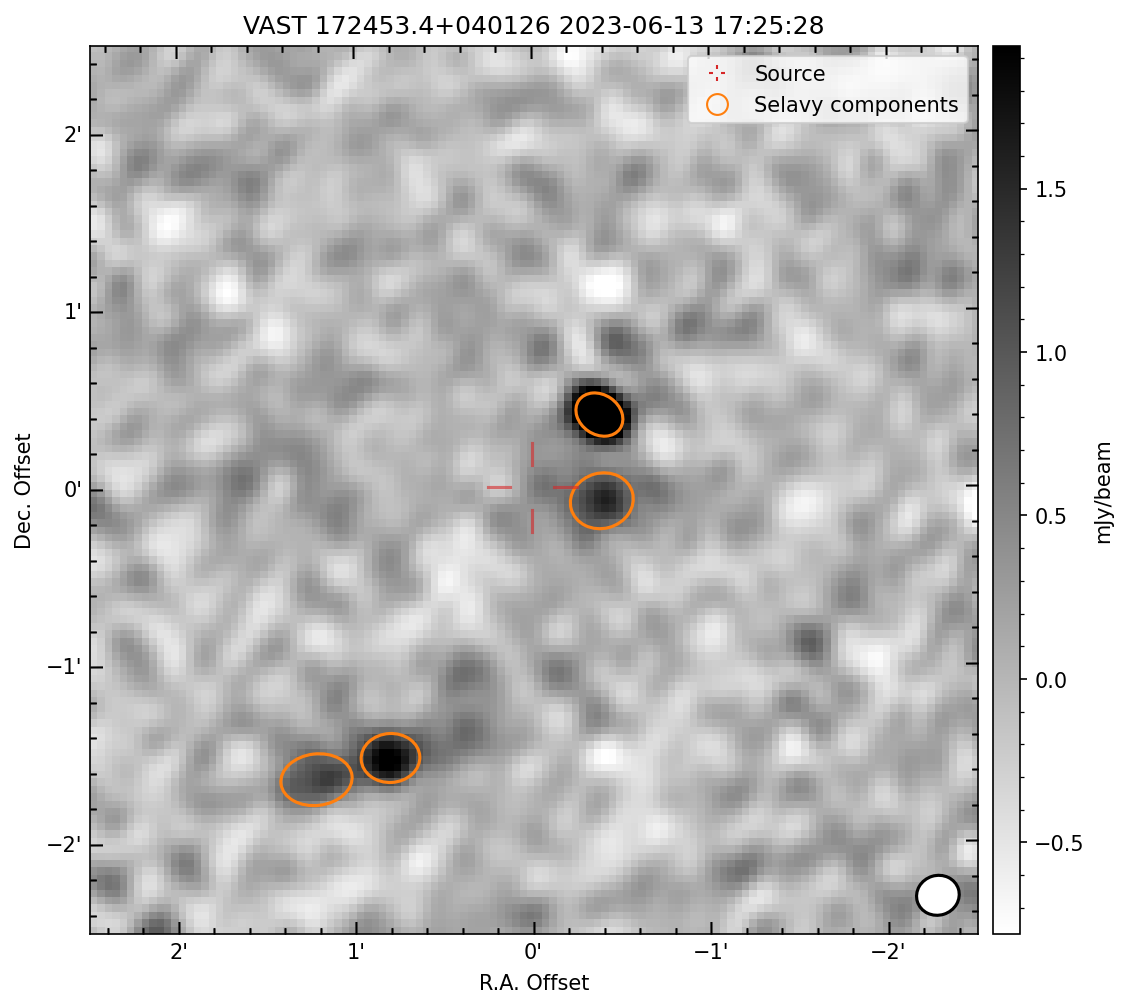 VAST 172453.4+040126 2023-06-13 17:25:28
Source
Selavy components
2'
1'
0'
−1'
−2'
Dec. Offset
2'
1'
0'
−1'
−2'
R.A. Offset
1.5
1.0
0.5
0.0
−0.5
mJy/beam